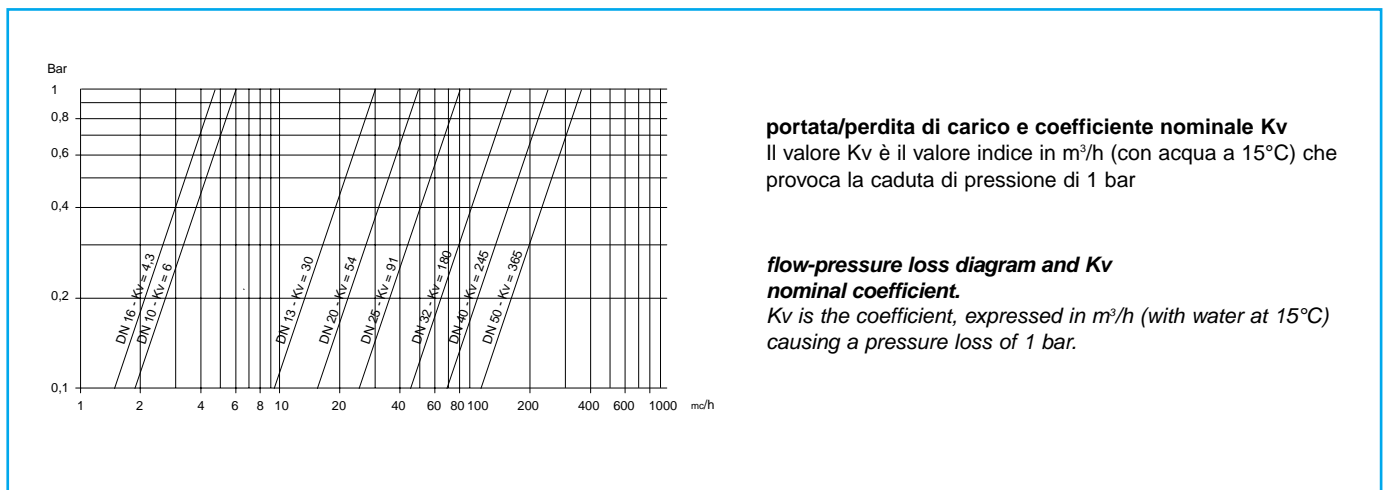 Bar
1
0,8
0,6
0,4
0,2
0,1
DN 16 - Kv = 4,3
DN 10 - Kv = 6
DN 13 - Kv = 30
DN 20 - Kv = 54
DN 25 - Kv = 91
DN 32 - Kv = 180
DN 40 - Kv = 245
DN 50 - Kv = 365
1 2 4 6 8 10 20 40 60 80 100 200 400 600 1000 mc/h
portata/perdita di carico e coefficiente nominale Kv
Il valore Kv è il valore indice in m³/h (con acqua a 15°C) che
provoca la caduta di pressione di 1 bar
flow-pressure loss diagram and Kv
nominal coefficient.
Kv is the coefficient, expressed in m³/h (with water at 15°C)
causing a pressure loss of 1 bar.